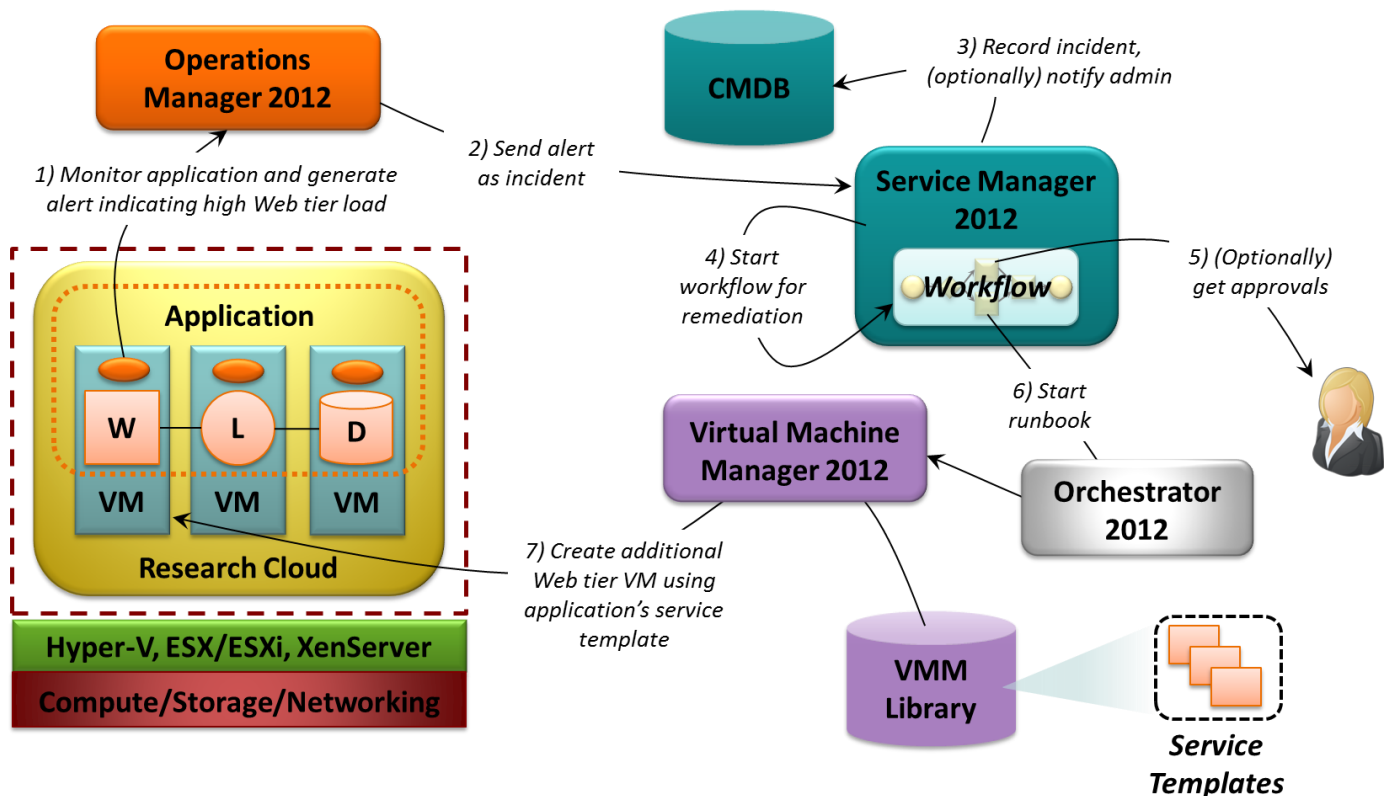 Operations
Manager 2012
CMDB
3) Record incident,
(optionally) notify admin
2) Send alert
as incident
1) Monitor application and generate
alert indicating high Web tier load
Service Manager
2012
4) Start
workflow for
remediation
Workflow
5) (Optionally)
get approvals
Application
W
L
D
VM
VM
VM
Research Cloud
6) Start
runbook
Virtual Machine
Manager 2012
Orchestrator
2012
7) Create additional
Web tier VM using
application’s service
template
Hyper-V, ESX/ESXi, XenServer
Compute/Storage/Networking
VMM
Library
Service
Templates